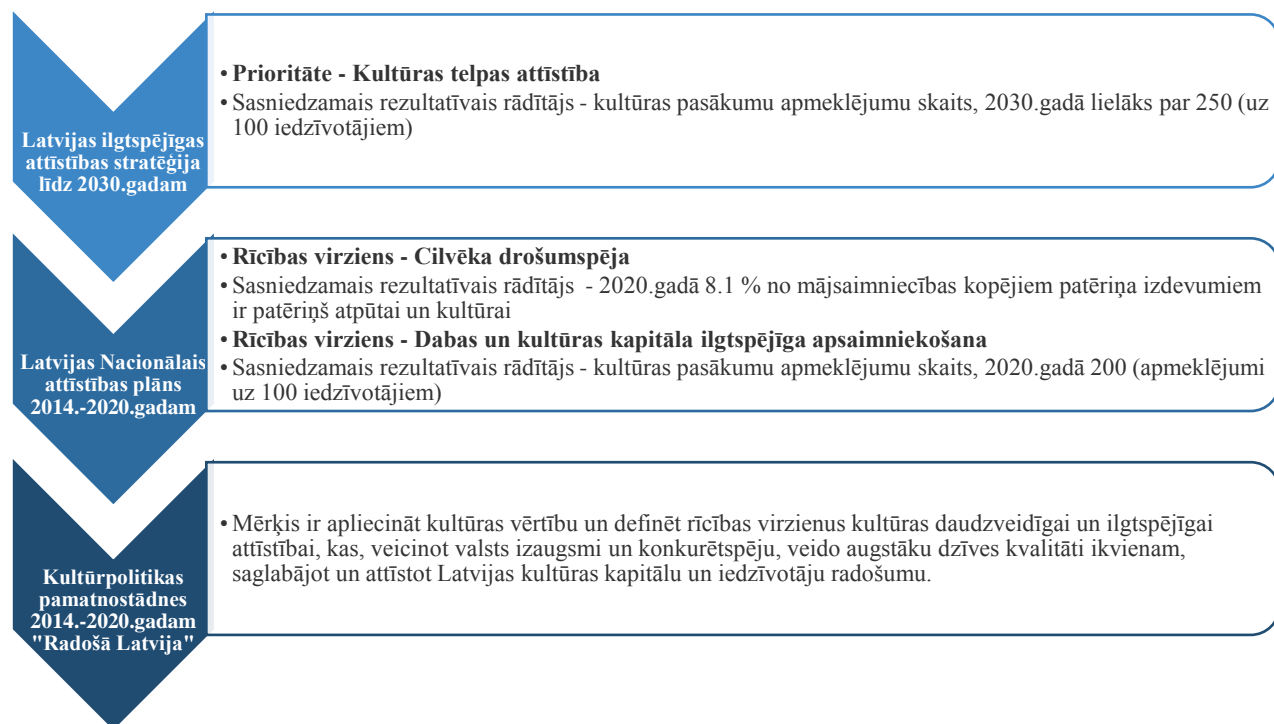 Latvijas ilgtspējīgas
attīstības stratēģija
līdz 2030.gadam
• Prioritāte - Kultūras telpas attīstība
• Sasniedzamais rezultatīvais rādītājs - kultūras pasākumu apmeklējumu skaits, 2030.gadā lielāks par 250 (uz
100 iedzīvotājiem)
Latvijas Nacionālais
attīstības plāns
2014.-2020.gadam
• Rīcības virziens - Cilvēka drošumspēja
• Sasniedzamais rezultatīvais rādītājs - 2020.gadā 8.1 % no mājsaimniecības kopējiem patēriņa izdevumiem
ir patēriņš atpūtai un kultūrai
• Rīcības virziens - Dabas un kultūras kapitāla ilgtspējīga apsaimniekošana
• Sasniedzamais rezultatīvais rādītājs - kultūras pasākumu apmeklējumu skaits, 2020.gadā 200 (apmeklējumi
uz 100 iedzīvotājiem)
Kultūrpolitikas
pamatnostādnes
2014.-2020.gadam
"Radošā Latvija"
• Mērķis ir apliecināt kultūras vērtību un definēt rīcības virzienus kultūras daudzveidīgai un ilgtspējīgai
attīstībai, kas, veicinot valsts izaugsmi un konkurētspēju, veido augstāku dzīves kvalitāti ikvienam,
saglabājot un attīstot Latvijas kultūras kapitālu un iedzīvotāju radošumu.